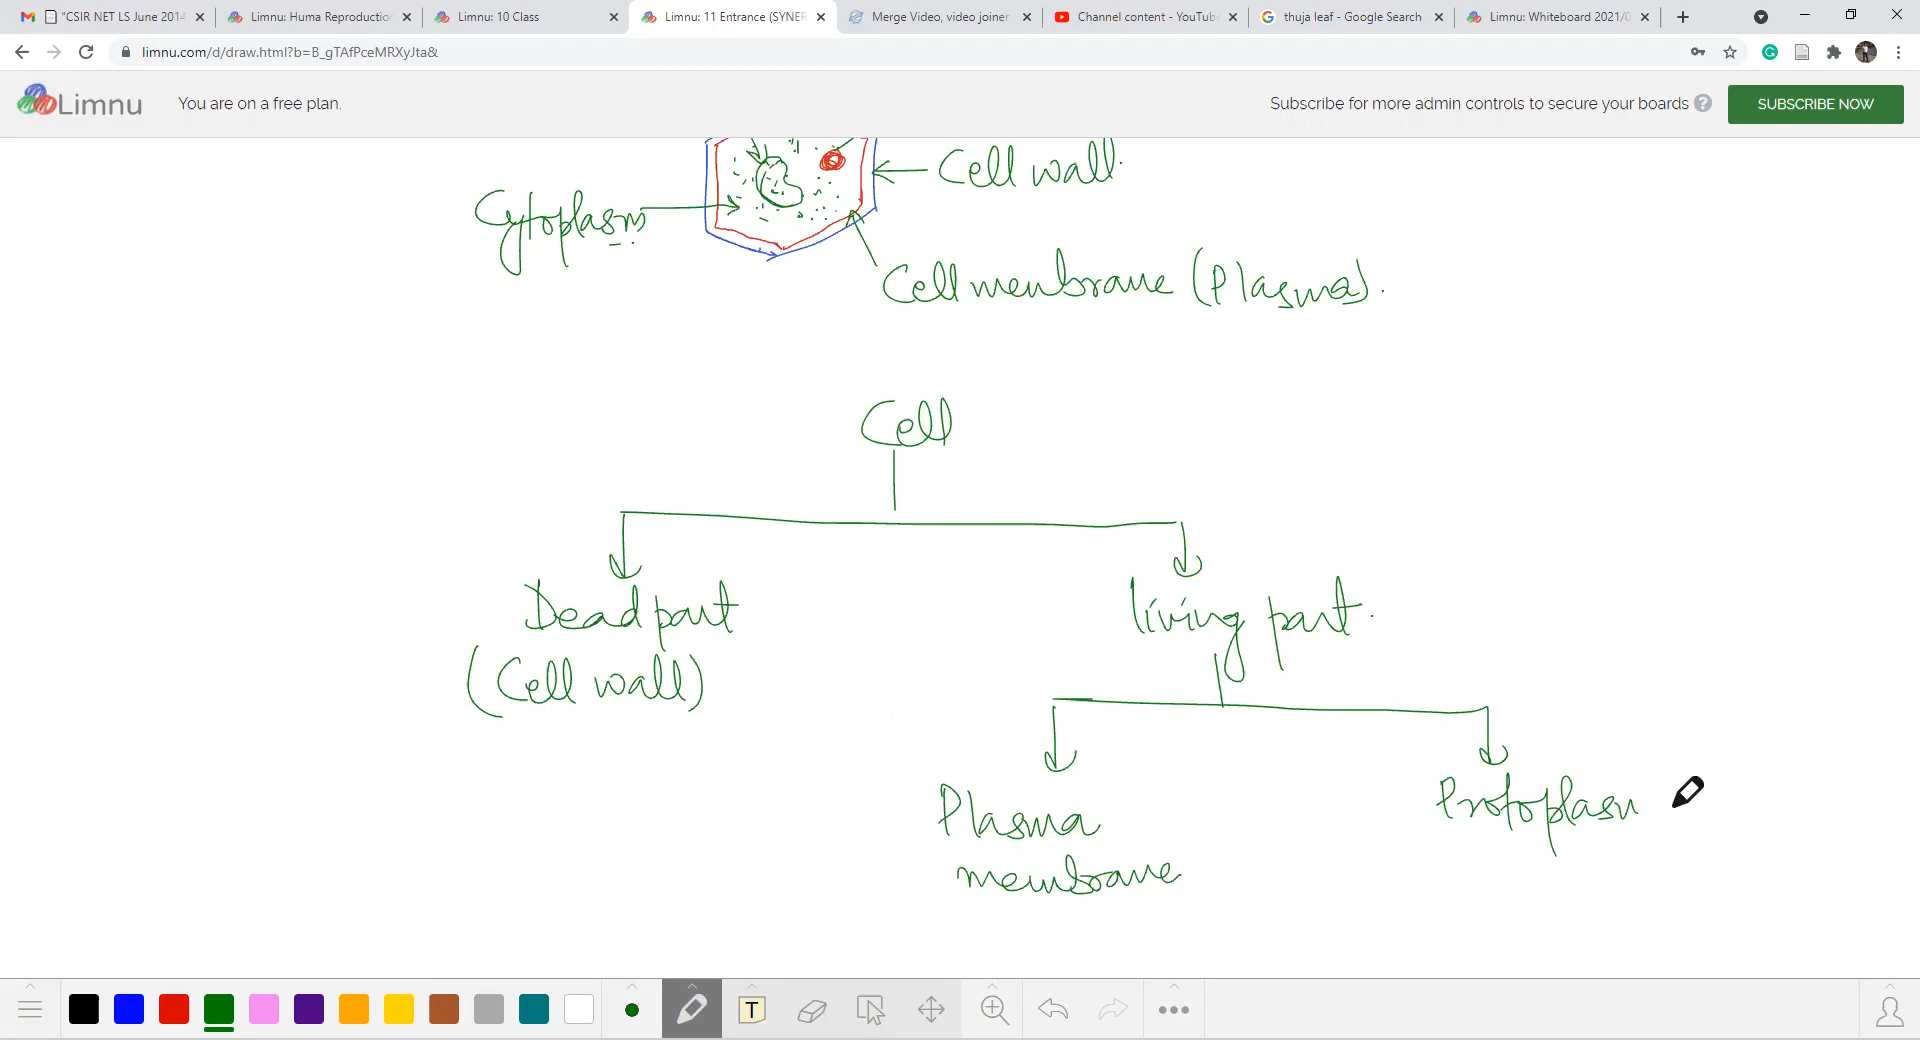 "CSIR NET LS June 2014
Limnu: Huma Reproductio
Limnu: 10 Class
Limnu: 11 Entrance (SYNER
Merge Video, video joiner
Channel content - YouTube
thuja leaf - Google Search
Limnu: Whiteboard 2021/0
limnu.com/d/draw.html?b=B_gTAfPceMRXyJta&
Limnu
You are on a free plan.
Subscribe for more admin controls to secure your boards ?
SUBSCRIBE NOW
Cell wall.
Cytoplasm
Cell menbrane (Plasma).
Cell
Dead part
(Cell wall)
living part.
Plasma
membrane
Protoplasm
T